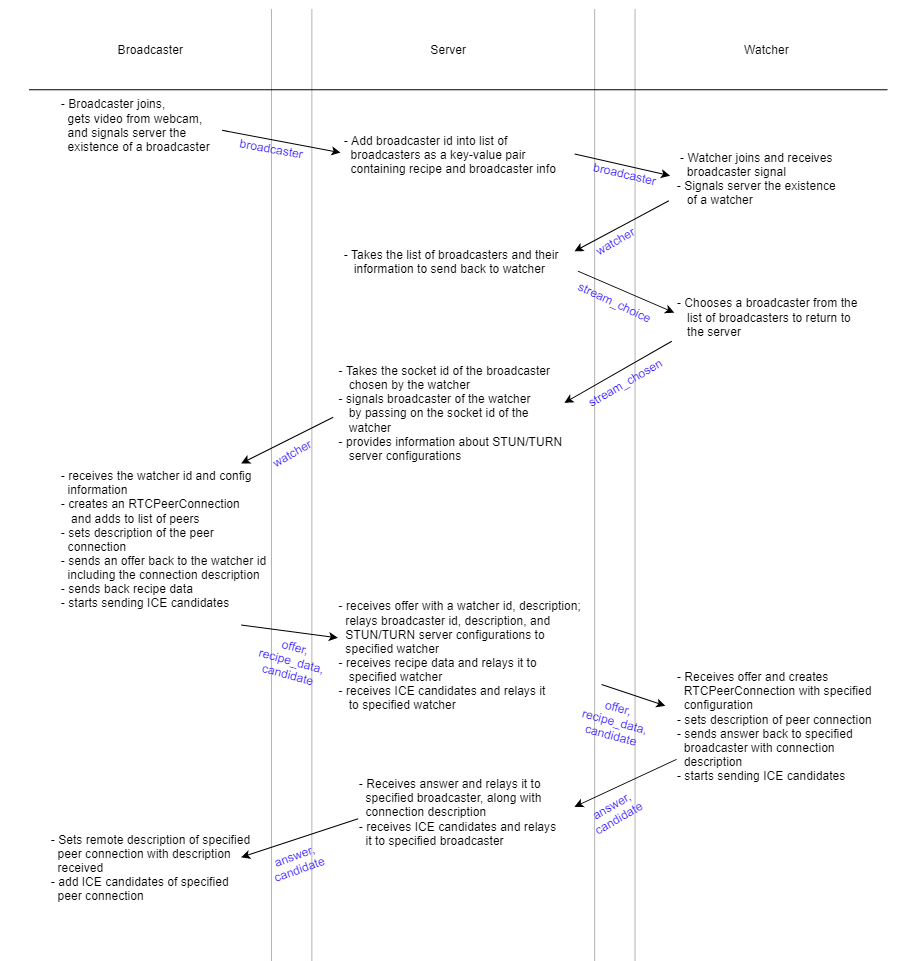 Broadcaster
Server
Watcher
- Broadcaster joins,
gets video from webcam,
and signals server the
existence of a broadcaster
broadcaster
- Add broadcaster id into list of
broadcasters as a key-value pair
containing recipe and broadcaster info
broadcaster
- Watcher joins and receives
broadcaster signal
- Signals server the existence
of a watcher
watcher
- Takes the list of broadcasters and their
information to send back to watcher
stream_choice
- Chooses a broadcaster from the
list of broadcasters to return to
the server
stream_chosen
- Takes the socket id of the broadcaster
chosen by the watcher
- signals broadcaster of the watcher
by passing on the socket id of the
watcher
- provides information about STUN/TURN
server configurations
watcher
- receives the watcher id and config
information
- creates an RTCPeerConnection
and adds to list of peers
- sets description of the peer
connection
- sends an offer back to the watcher id
including the connection description
- sends back recipe data
- starts sending ICE candidates
offer,
recipe_data,
candidate
- receives offer with a watcher id, description;
relays broadcaster id, description, and
STUN/TURN server configurations to
specified watcher
- receives recipe data and relays it to
specified watcher
- receives ICE candidates and relays it
to specified watcher
offer,
recipe_data,
candidate
- Receives offer and creates
RTCPeerConnection with specified
configuration
- sets description of peer connection
- sends answer back to specified
broadcaster with connection
description
- starts sending ICE candidates
answer,
candidate
- Receives answer and relays it to
specified broadcaster, along with
connection description
- receives ICE candidates and relays
it to specified broadcaster
answer,
candidate
- Sets remote description of specified
peer connection with description
received
- add ICE candidates of specified
peer connection